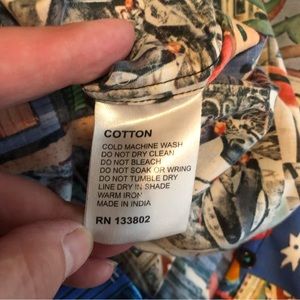 COTTON
COLD MACHINE WASH
DO NOT DRY CLEAN
DO NOT BLEACH
DO NOT SOAK OR WRING
DO NOT TUMBLE DRY
LINE DRY IN SHADE
WARM IRON
MADE IN INDIA
RN 133802